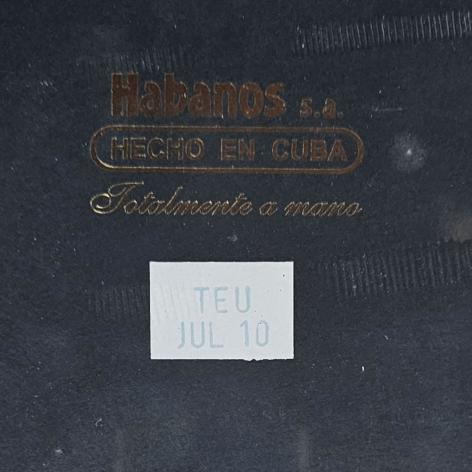 Habanos s.a.
HECHO EN CUBA
Totalmente a mano
TEU
JUL 10